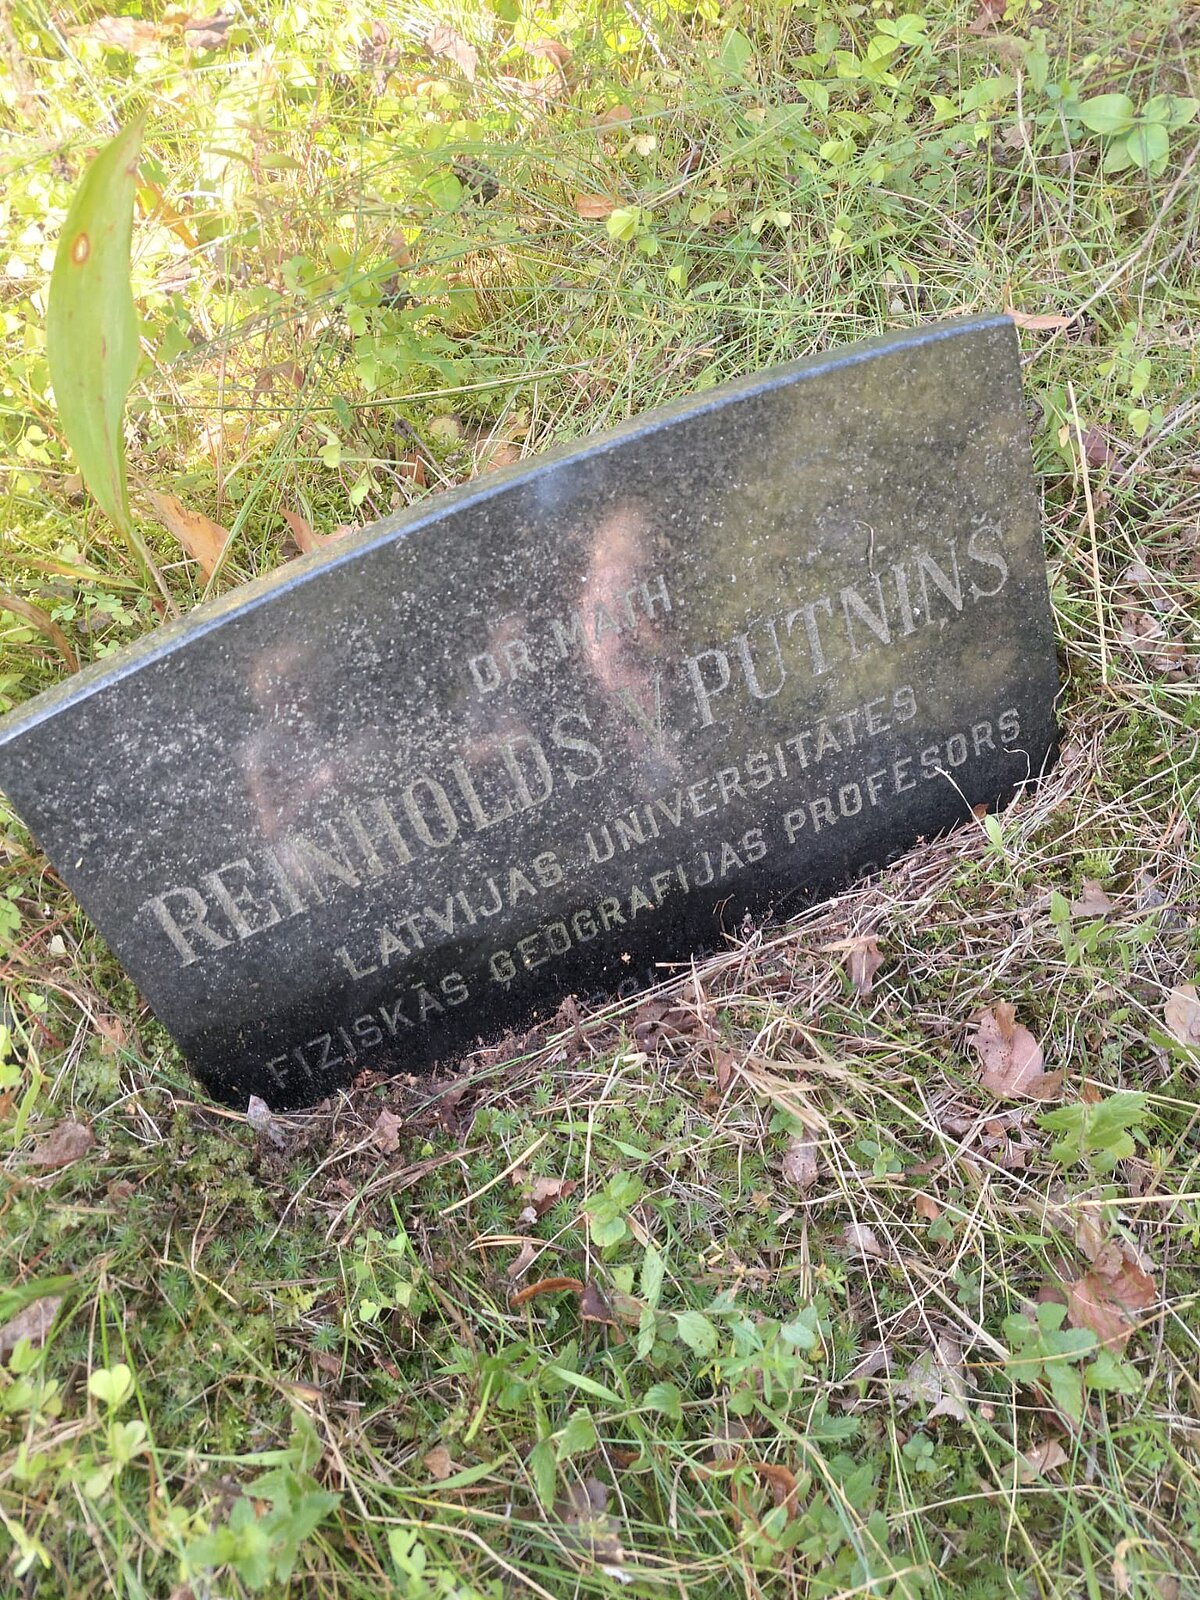 DR. MATH.
REINHOLDS V. PUTNIŅŠ
LATVIJAS UNIVERSITĀTES
FIZISKĀS ĢEOGRAFIJAS PROFESORS